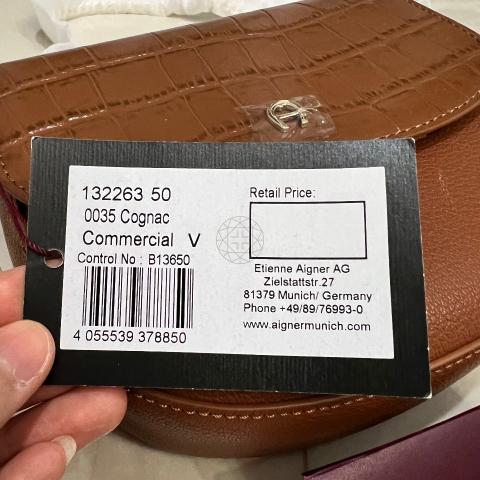 132263 50
0035 Cognac
Commercial V
Control No : B13650
4 055539 378850
Retail Price:
Etienne Aigner AG
Zielstattstr.27
81379 Munich/ Germany
Phone +49/89/76993-0
www.aignermunich.com